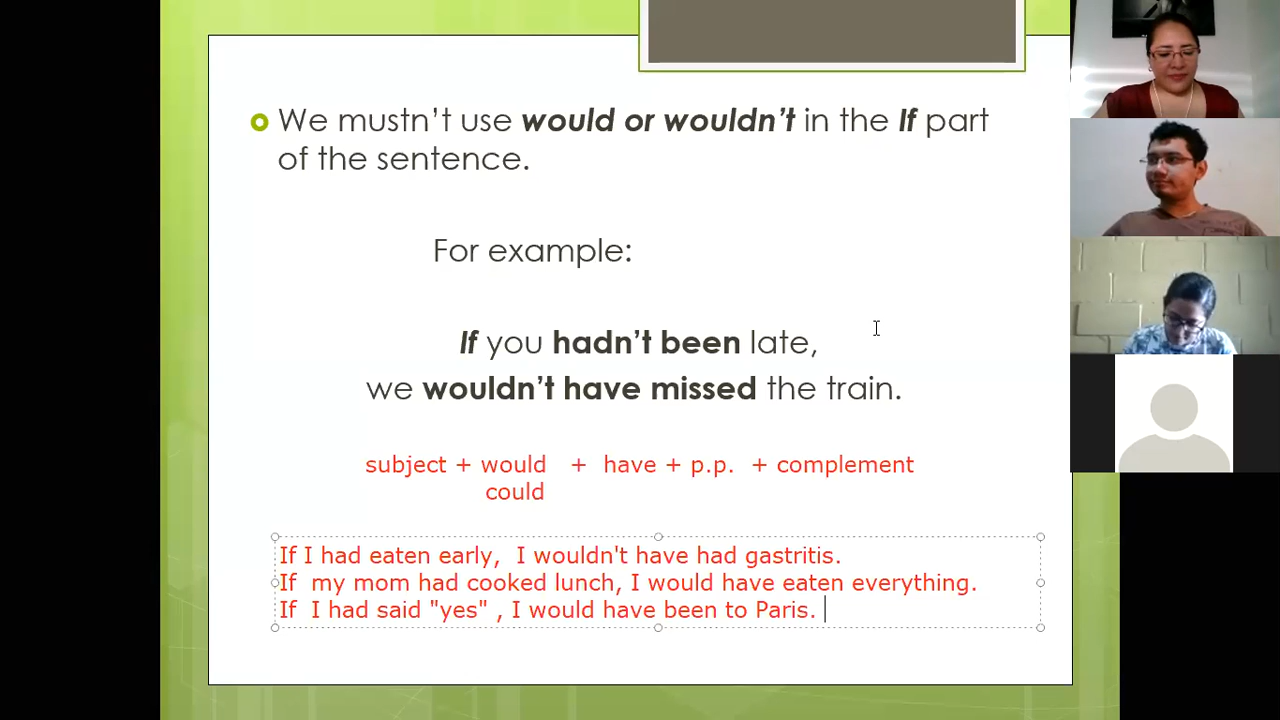 We mustn't use would or wouldn't in the If part
of the sentence.
For example:
If you hadn't been late,
we wouldn't have missed the train.
subject + would + have + p.p. + complement
could
If I had eaten early, I wouldn't have had gastritis.
If my mom had cooked lunch, I would have eaten everything.
If I had said "yes" , I would have been to Paris.